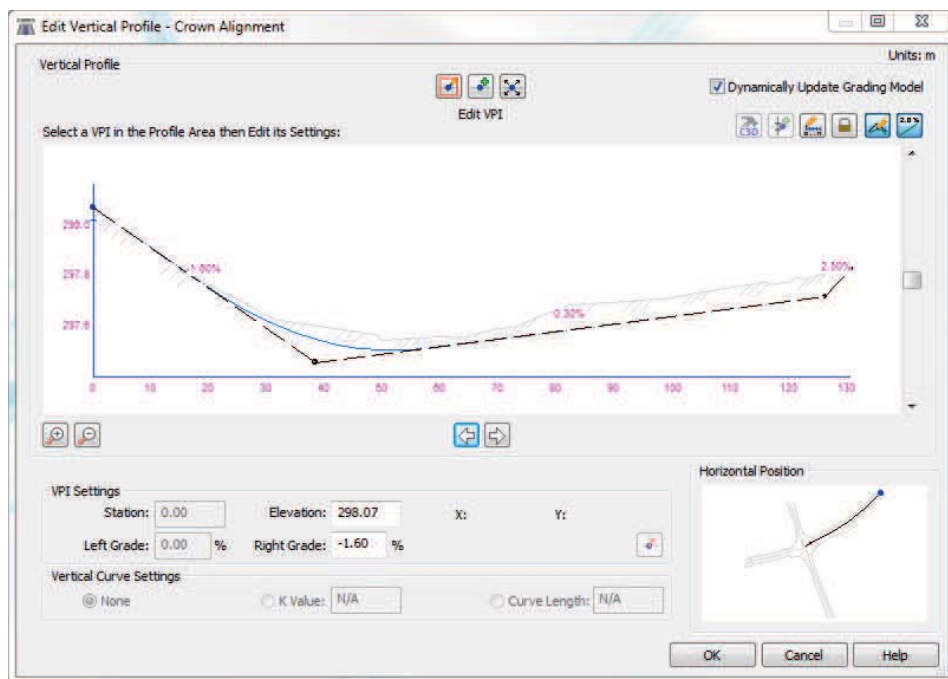 Edit Vertical Profile - Crown Alignment
Units: m
Vertical Profile
Dynamically Update Grading Model
Edit VPI
Select a VPI in the Profile Area then Edit its Settings:
C3D
2.0%
298.0
297.8
297.6
-1.60%
0.30%
2.50%
0 10 20 30 40 50 60 70 80 90 100 110 120 130
Horizontal Position
VPI Settings
Station: 0.00 Elevation: 298.07 X: Y:
Left Grade: 0.00 % Right Grade: -1.60 %
Vertical Curve Settings
None K Value: N/A Curve Length: N/A
OK Cancel Help